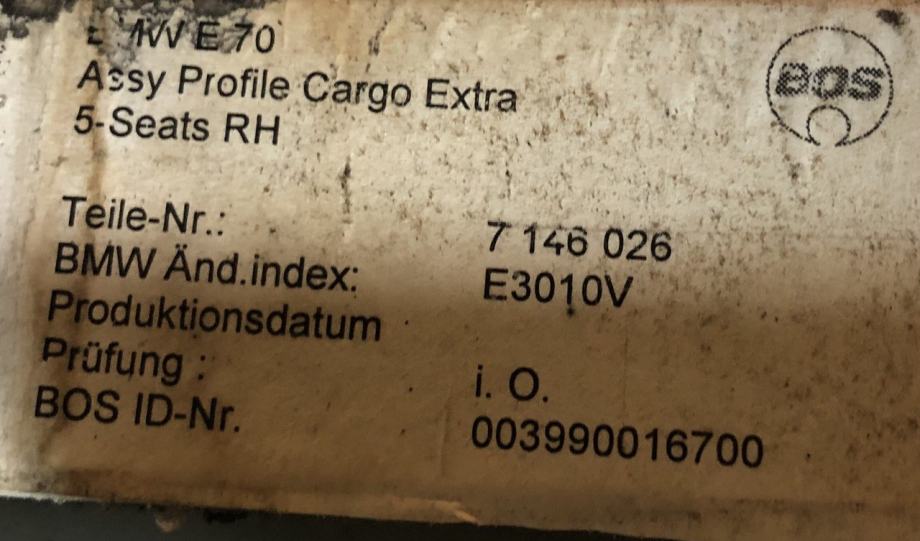 BMW E 70
Assy Profile Cargo Extra
5-Seats RH
BOS
Teile-Nr.: 7 146 026
BMW Änd.index: E3010V
Produktionsdatum
Prüfung : i. O.
BOS ID-Nr. 003990016700